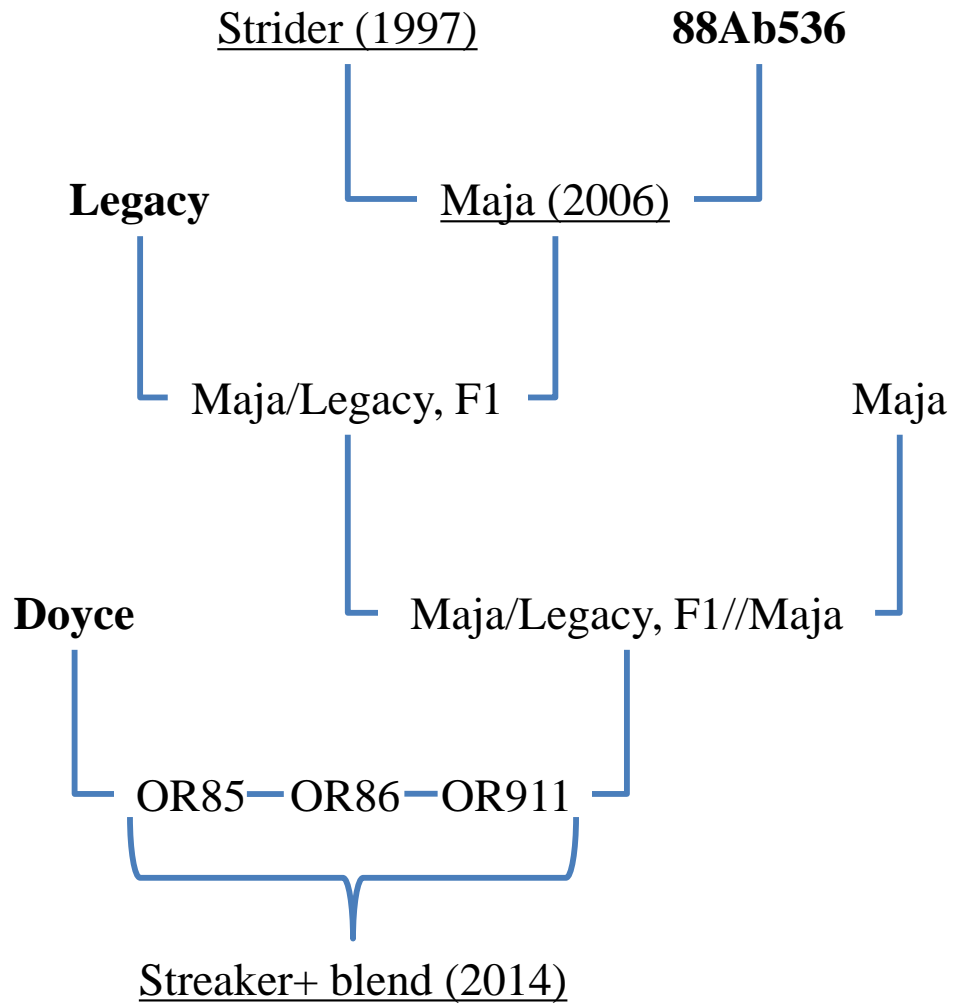 Strider (1997) 88Ab536
Legacy Maja (2006)
Maja/Legacy, F1 Maja
Doyce Maja/Legacy, F1//Maja
OR85 OR86 OR911
Streaker+ blend (2014)